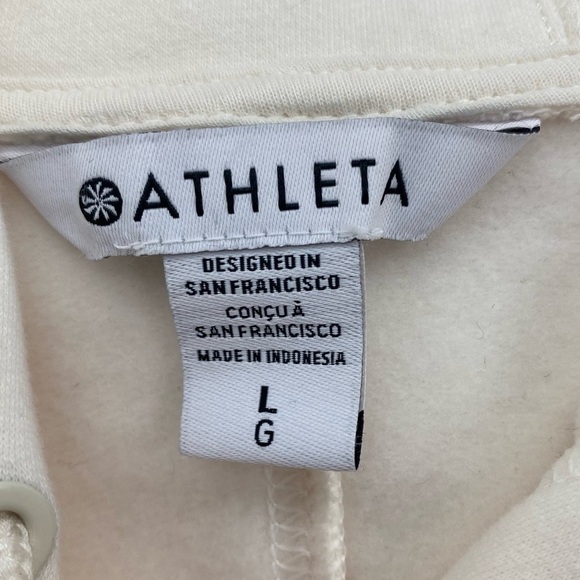 ATHLETA
DESIGNED IN
SAN FRANCISCO
CONÇU À
SAN FRANCISCO
MADE IN INDONESIA
L
G